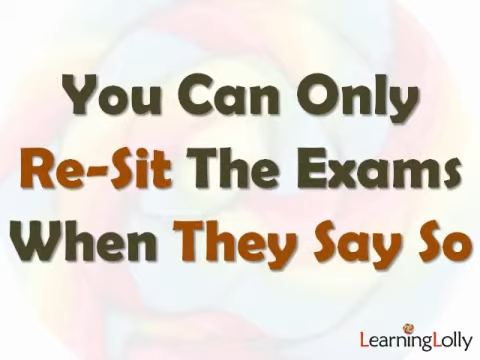 You Can Only
Re-Sit The Exams
When They Say So
LearningLolly